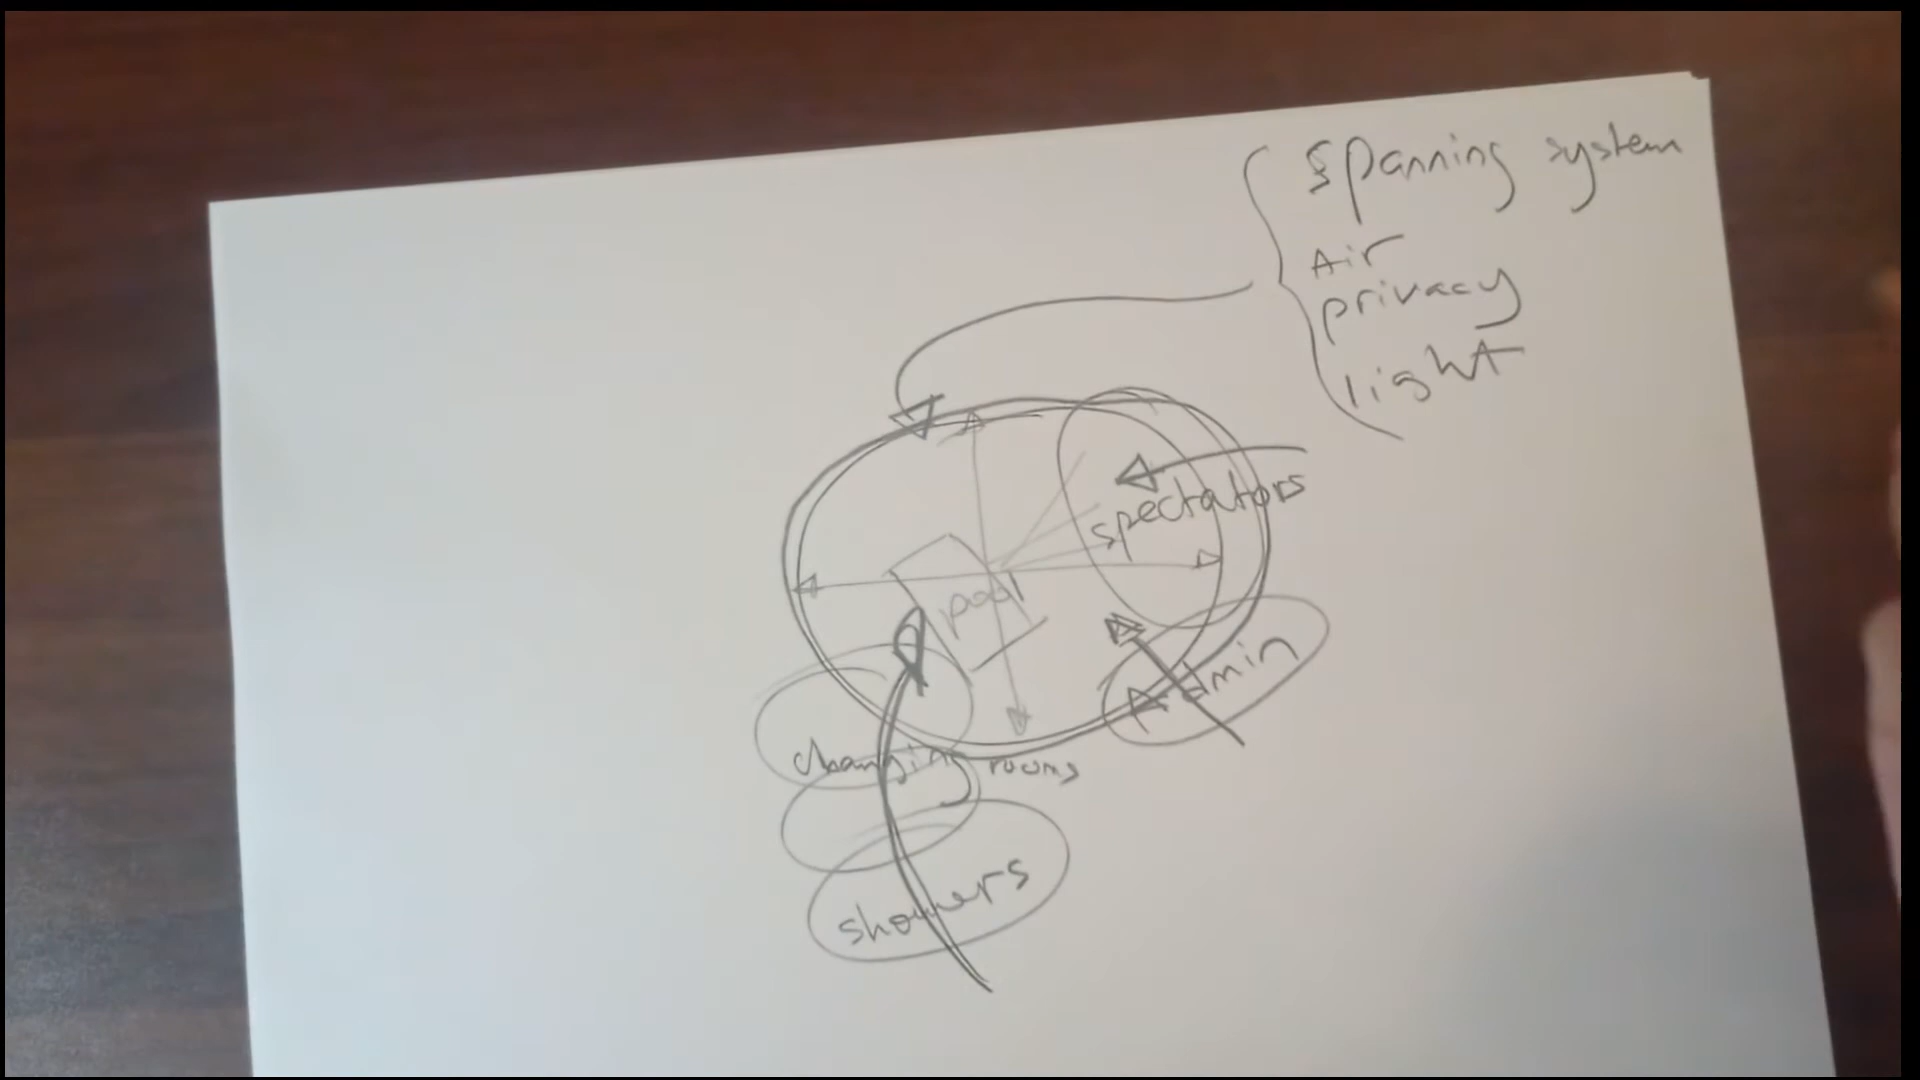 spanning system
Air
privacy
light
spectators
pool
Admin
changing rooms
showers